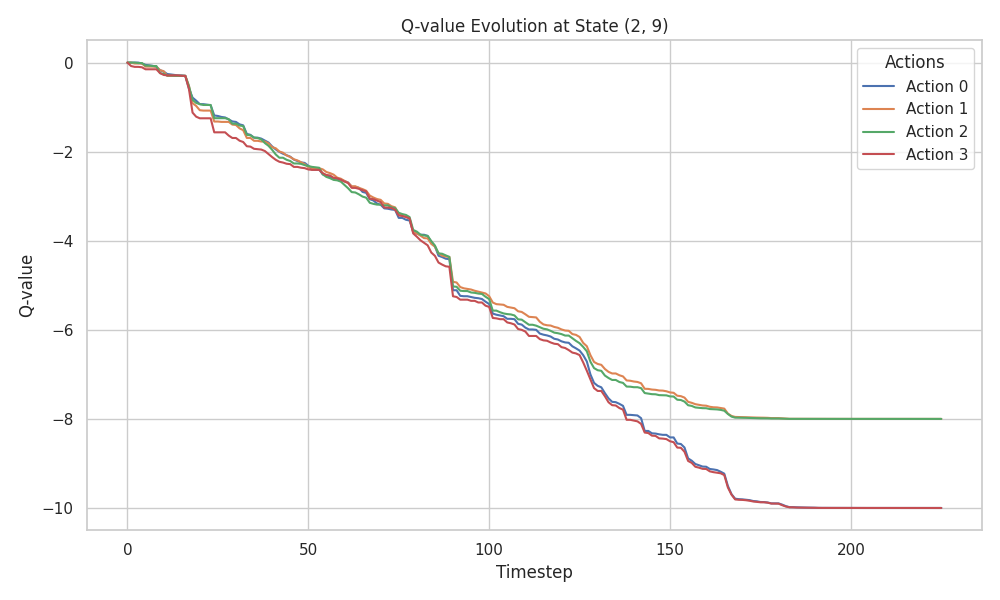 Q-value Evolution at State (2, 9)
Actions
Action 0
Action 1
Action 2
Action 3
Q-value
0
−2
−4
−6
−8
−10
0 50 100 150 200
Timestep